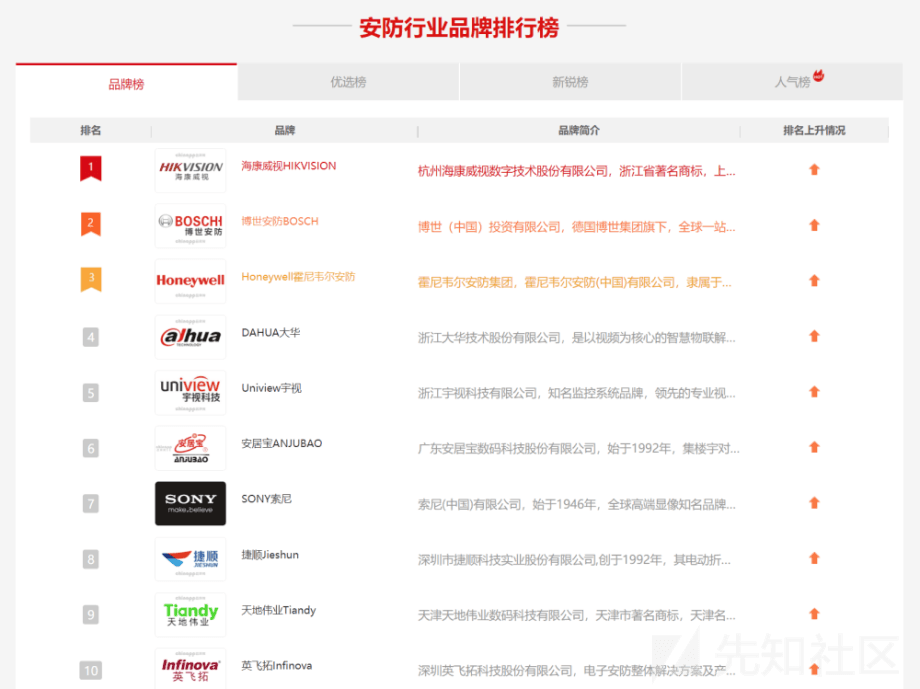 安防行业品牌排行榜
品牌榜 优选榜 新锐榜 人气榜 HOT
排名 品牌 品牌简介 排名上升情况
1 HIKVISION 海康威视 海康威视HIKVISION 杭州海康威视数字技术股份有限公司，浙江省著名商标，上...
2 BOSCH 博世安防 博世安防BOSCH 博世（中国）投资有限公司，德国博世集团旗下，全球一站...
3 Honeywell Honeywell霍尼韦尔安防 霍尼韦尔安防集团，霍尼韦尔安防(中国)有限公司，隶属于...
4 alhua TECHNOLOGY DAHUA大华 浙江大华技术股份有限公司，是以视频为核心的智慧物联解...
5 uniview 宇视科技 Uniview宇视 浙江宇视科技有限公司，知名监控系统品牌，领先的专业视...
6 安居宝 ANJUBAO 安居宝ANJUBAO 广东安居宝数码科技股份有限公司，始于1992年，集楼宇对...
7 SONY make.believe SONY索尼 索尼(中国)有限公司，始于1946年，全球高端显像知名品牌...
8 捷顺 JIESHUN 捷顺Jieshun 深圳市捷顺科技实业股份有限公司,创于1992年，其电动折...
9 Tiandy 天地伟业 天地伟业Tiandy 天津天地伟业数码科技有限公司，天津市著名商标，天津名...
10 Infinova 英飞拓 英飞拓Infinova 深圳英飞拓科技股份有限公司，电子安防整体解决方案及产...
先知社区